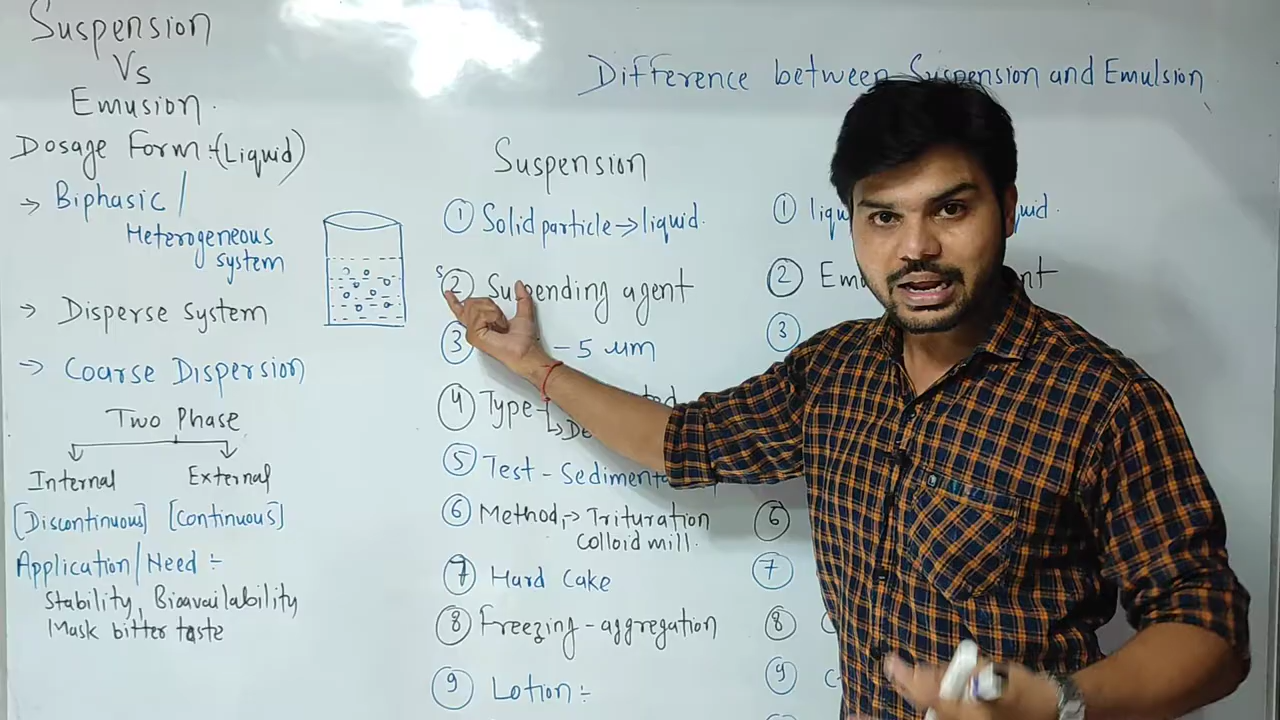 Suspension
Vs
Emusion.
Dosage Form:-(Liquid)
→ Biphasic /
Heterogeneous
system
→ Disperse System
→ Coarse Dispersion
Two Phase
Internal External
[Discontinuous] [Continuous]
Application/Need :-
Stability, Bioavailability
Mask bitter taste
Difference between Suspension and Emulsion
Suspension
① Solid particle → liquid.
S
② Suspending agent
③ - 5 µm
④ Type
⑤ Test - Sedimenta
⑥ Method, → Trituration
Colloid mill.
⑦ Hard Cake
⑧ Freezing - aggregation
⑨ Lotion :-
①
②
③
⑥
⑦
⑧
⑨